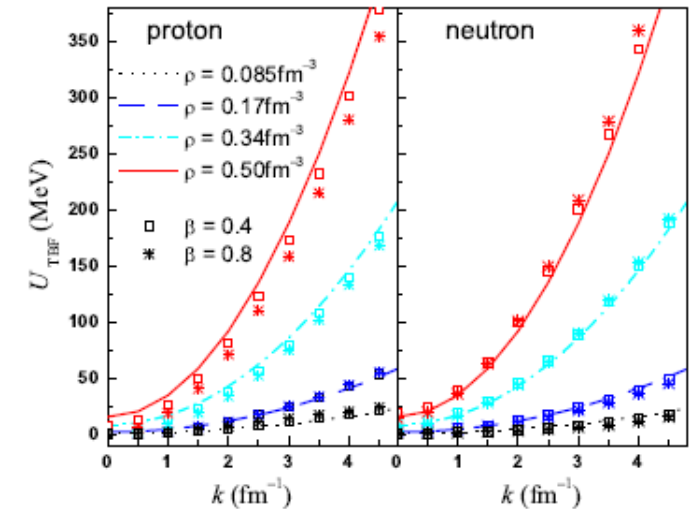 proton
neutron
ρ = 0.085fm⁻³
ρ = 0.17fm⁻³
ρ = 0.34fm⁻³
ρ = 0.50fm⁻³
β = 0.4
β = 0.8
U_TBF (MeV)
350
300
250
200
150
100
50
0
0 1 2 3 4 0 1 2 3 4
k (fm⁻¹) k (fm⁻¹)